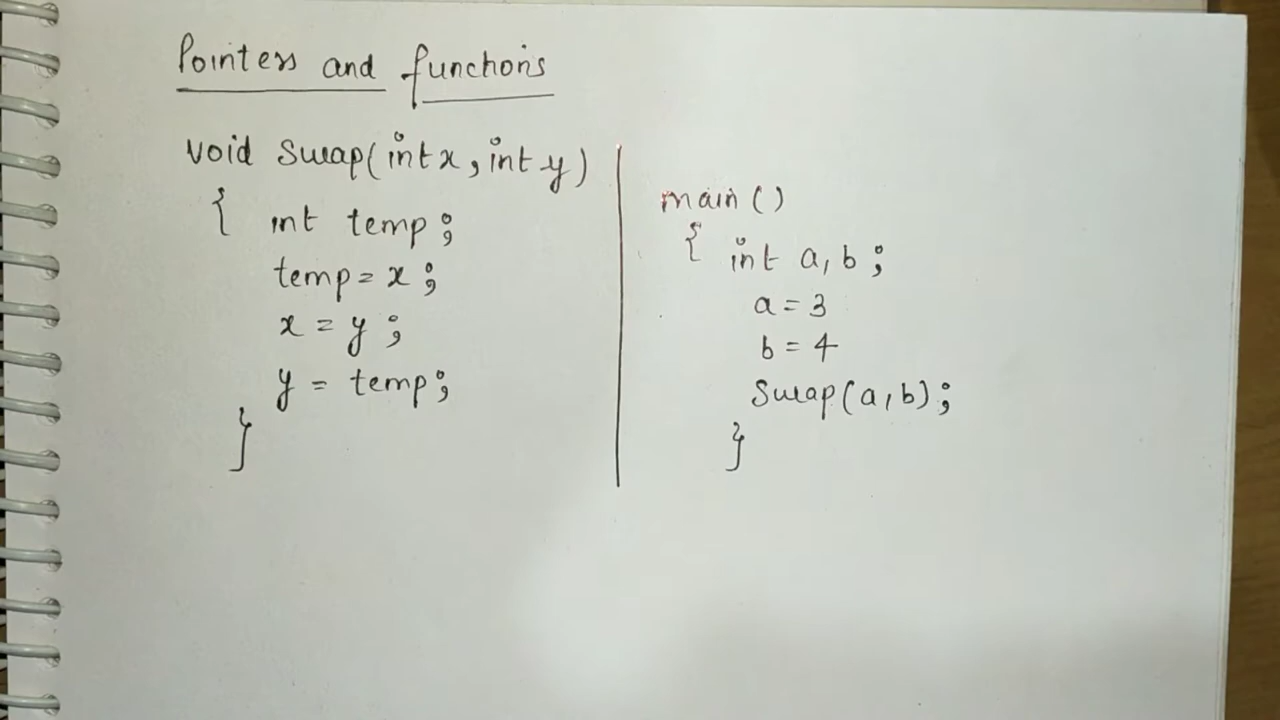 Pointers and functions
void Swap(int x, int y)
{ int temp;
temp = x;
x = y;
y = temp;
}
main ()
{ int a, b;
a = 3
b = 4
Swap(a, b);
}